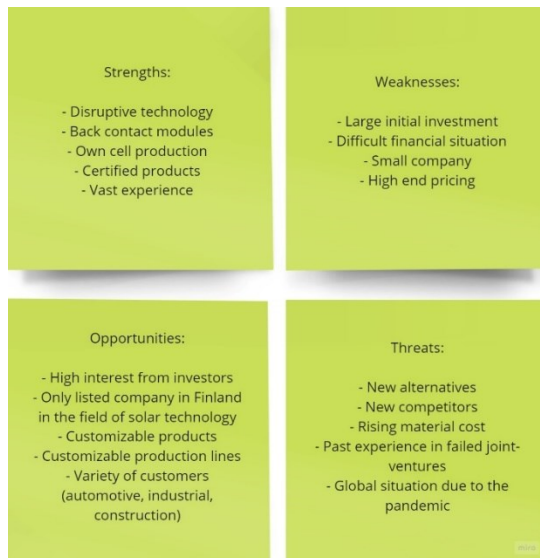 Strengths:
- Disruptive technology
- Back contact modules
- Own cell production
- Certified products
- Vast experience
Weaknesses:
- Large initial investment
- Difficult financial situation
- Small company
- High end pricing
Opportunities:
- High interest from investors
- Only listed company in Finland
in the field of solar technology
- Customizable products
- Customizable production lines
- Variety of customers
(automotive, industrial,
construction)
Threats:
- New alternatives
- New competitors
- Rising material cost
- Past experience in failed joint-
ventures
- Global situation due to the
pandemic
miro